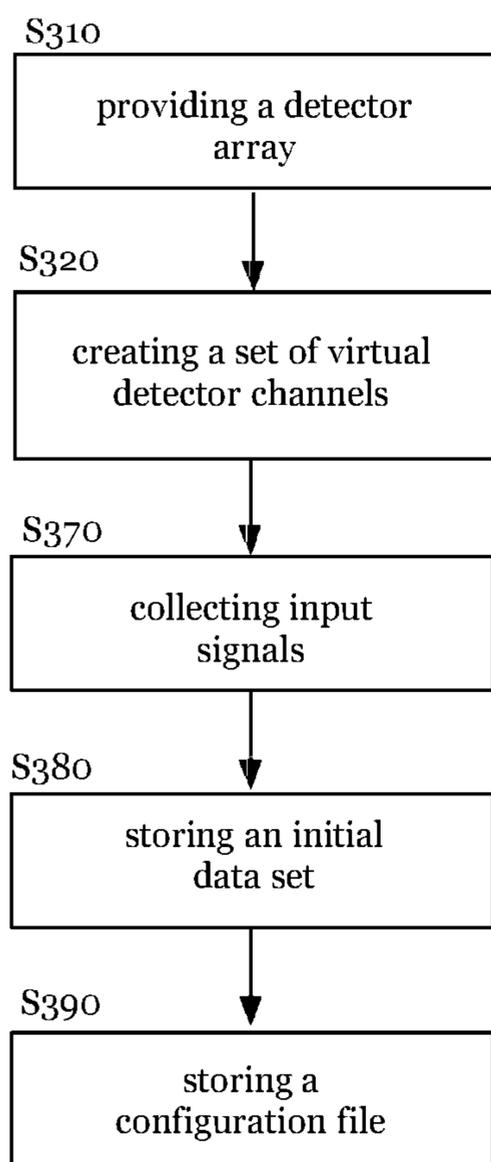 S310
providing a detector
array
S320
creating a set of virtual
detector channels
S370
collecting input
signals
S380
storing an initial
data set
S390
storing a
configuration file